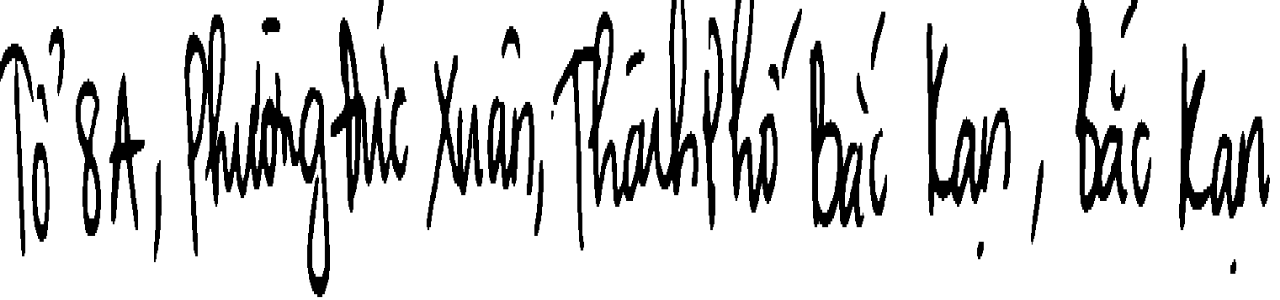 Tổ 8A, Phường Đức Xuân, Thành Phố Bắc Kạn, Bắc Kạn